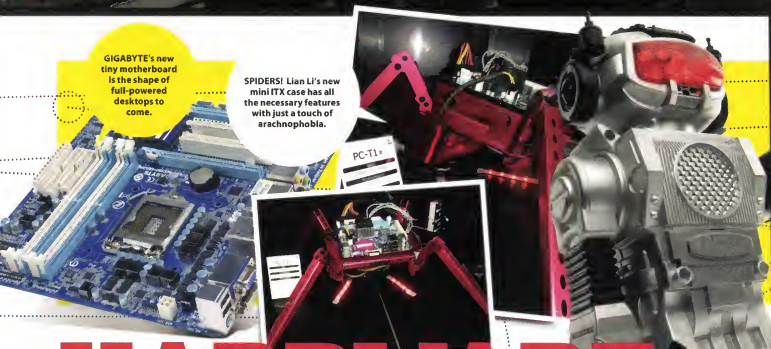 GIGABYTE's new
tiny motherboard
is the shape of
full-powered
desktops to
come.
SPIDERS! Lian Li's new
mini ITX case has all
the necessary features
with just a touch of
arachnophobia.
PC-T1